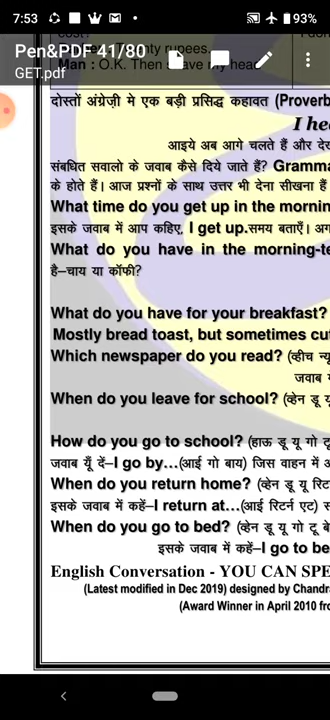 7:53
93%
Pen&PDF 41/80
GET.pdf
cost?
rupees.
Man : O.K. Then my head
दोस्तों अंग्रेज़ी मे एक बड़ी प्रसिद्ध कहावत (Proverb
I hea
आइये अब आगे चलते हैं और देख
संबधित सवालो के जवाब कैसे दिये जाते हैं? Gramma
के होते हैं। आज प्रश्नों के साथ उत्तर भी देना सीखना हैं
What time do you get up in the mornin
इसके जवाब में आप कहिए, I get up.समय बताएँ। अग
What do you have in the morning-te
है–चाय या कॉफी?
What do you have for your breakfast?
Mostly bread toast, but sometimes cu
Which newspaper do you read? (व्हीच न्यू
जवाब
When do you leave for school? (व्हेन डू यू
How do you go to school? (हाऊ डू यू गो टू
जवाब यूँ दें–I go by…(आई गो बाय) जिस वाहन में
When do you return home? (व्हेन डू यू रिट
इसके जवाब में कहें–I return at…(आई रिटर्न एट)
When do you go to bed? (व्हेन डू यू गो टू बे
इसके जवाब में कहें–I go to be
English Conversation - YOU CAN SPE
(Latest modified in Dec 2019) designed by Chandr
(Award Winner in April 2010 fro